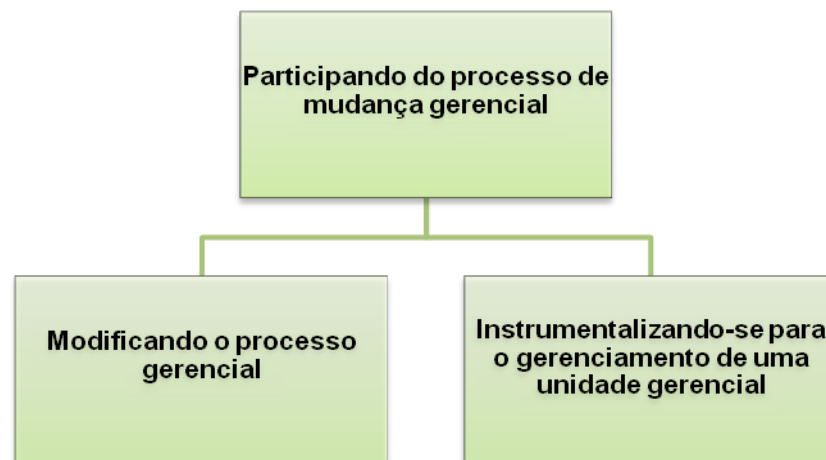 Participando do processo de
mudança gerencial
Modificando o processo
gerencial
Instrumentalizando-se para
o gerenciamento de uma
unidade gerencial